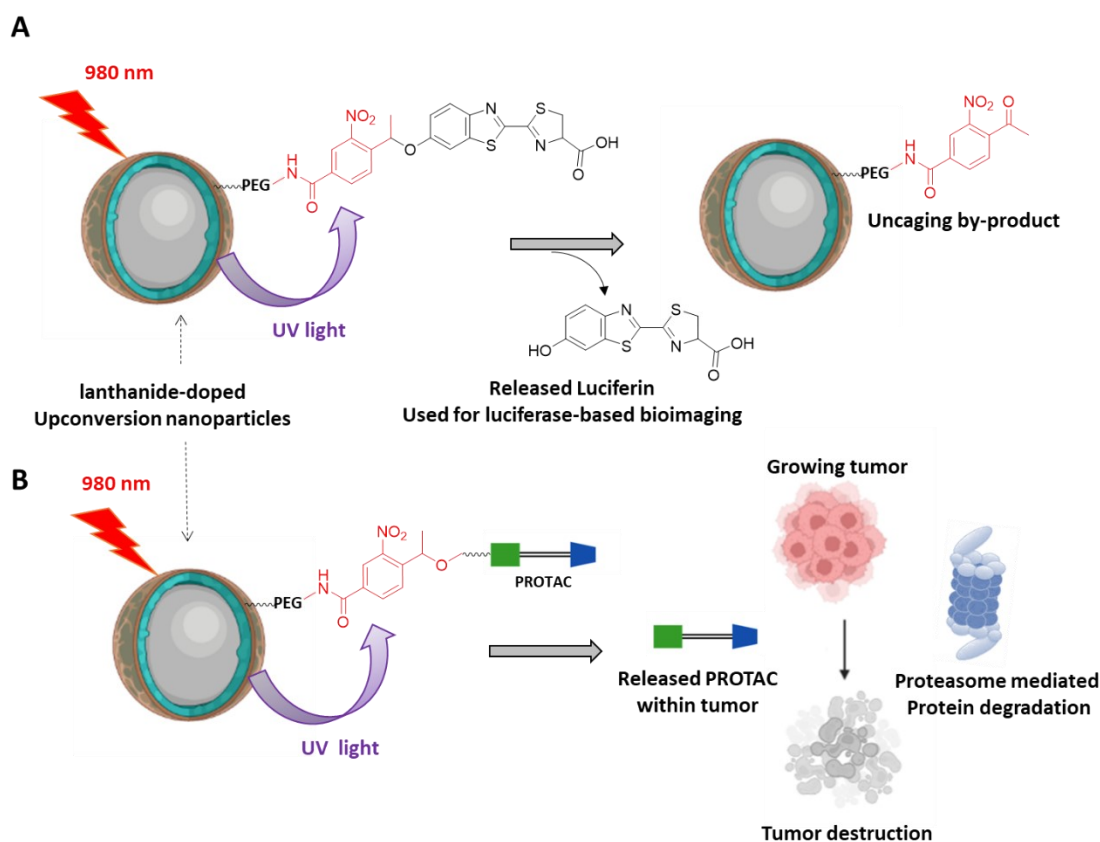 A
980 nm
NO₂
O
N
S
S
N
OH
O
H
N
PEG
O
UV light
NO₂
O
H
N
PEG
O
Uncaging by-product
N
S
HO
S
N
OH
O
Released Luciferin
Used for luciferase-based bioimaging
lanthanide-doped
Upconversion nanoparticles
B
980 nm
NO₂
O
H
N
PEG
O
PROTAC
UV light
Released PROTAC
within tumor
Growing tumor
Proteasome mediated
Protein degradation
Tumor destruction